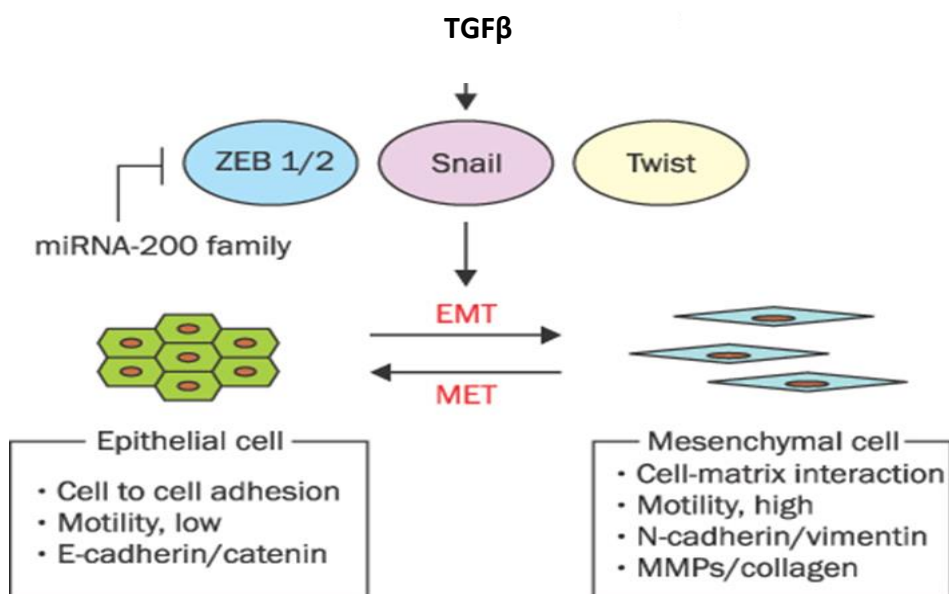 TGFβ
ZEB 1/2
Snail
Twist
miRNA-200 family
EMT
MET
Epithelial cell
• Cell to cell adhesion
• Motility, low
• E-cadherin/catenin
Mesenchymal cell
• Cell-matrix interaction
• Motility, high
• N-cadherin/vimentin
• MMPs/collagen